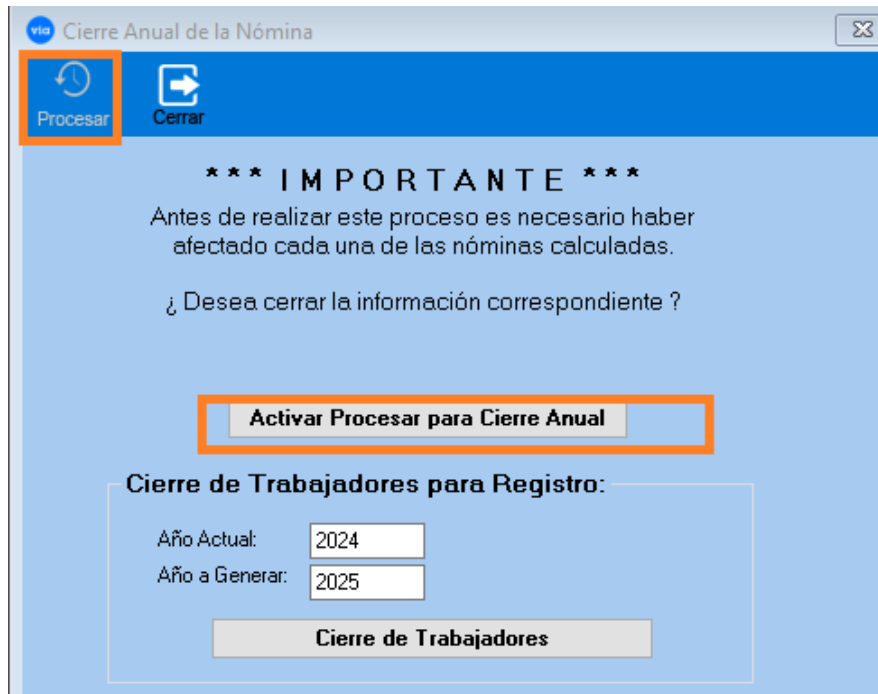 via Cierre Anual de la Nómina
Procesar
Cerrar
*** IMPORTANTE ***
Antes de realizar este proceso es necesario haber
afectado cada una de las nóminas calculadas.
¿ Desea cerrar la información correspondiente ?
Activar Procesar para Cierre Anual
Cierre de Trabajadores para Registro:
Año Actual: 2024
Año a Generar: 2025
Cierre de Trabajadores